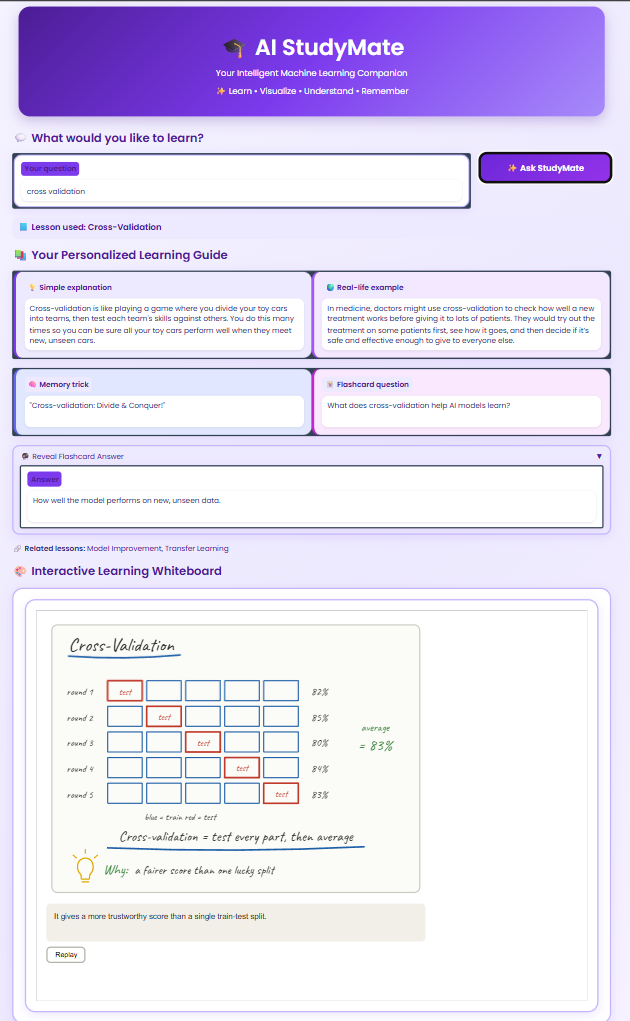 AI StudyMate
Your Intelligent Machine Learning Companion
✨ Learn • Visualize • Understand • Remember
What would you like to learn?
Your question
cross validation
✨ Ask StudyMate
Lesson used: Cross-Validation
Your Personalized Learning Guide
Simple explanation
Cross-validation is like playing a game where you divide your toy cars
into teams, then test each team's skills against others. You do this many
times so you can be sure all your toy cars perform well when they meet
new, unseen cars.
Real-life example
In medicine, doctors might use cross-validation to check how well a new
treatment works before giving it to lots of patients. They would try out the
treatment on some patients first, see how it goes, and then decide if it's
safe and effective enough to give to everyone else.
Memory trick
"Cross-validation: Divide & Conquer!"
Flashcard question
What does cross-validation help AI models learn?
Reveal Flashcard Answer ▼
Answer
How well the model performs on new, unseen data.
Related lessons: Model Improvement, Transfer Learning
Interactive Learning Whiteboard
Cross-Validation
round 1 test 82%
round 2 test 85%
round 3 test 80%
round 4 test 84%
round 5 test 83%
average
= 83%
blue = train red = test
Cross-validation = test every part, then average
Why: a fairer score than one lucky split
It gives a more trustworthy score than a single train-test split.
Replay